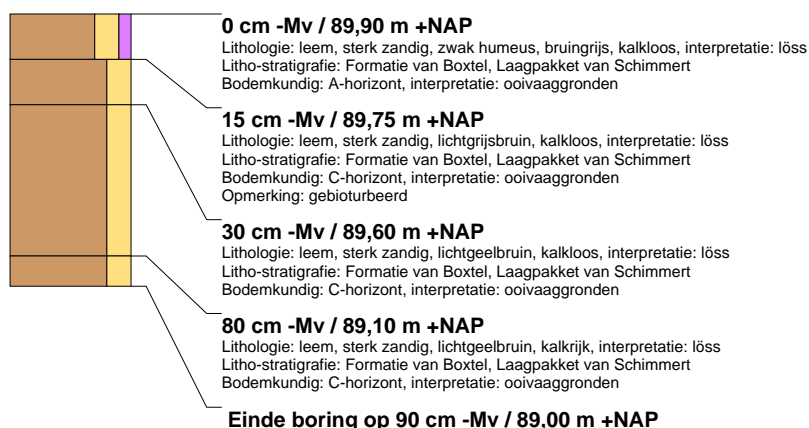 0 cm -Mv / 89,90 m +NAP
Lithologie: leem, sterk zandig, zwak humeus, bruingrijs, kalkloos, interpretatie: löss
Litho-stratigrafie: Formatie van Boxtel, Laagpakket van Schimmert
Bodemkundig: A-horizont, interpretatie: ooivaaggronden
15 cm -Mv / 89,75 m +NAP
Lithologie: leem, sterk zandig, lichtgrijsbruin, kalkloos, interpretatie: löss
Litho-stratigrafie: Formatie van Boxtel, Laagpakket van Schimmert
Bodemkundig: C-horizont, interpretatie: ooivaaggronden
Opmerking: gebioturbeerd
30 cm -Mv / 89,60 m +NAP
Lithologie: leem, sterk zandig, lichtgeelbruin, kalkloos, interpretatie: löss
Litho-stratigrafie: Formatie van Boxtel, Laagpakket van Schimmert
Bodemkundig: C-horizont, interpretatie: ooivaaggronden
80 cm -Mv / 89,10 m +NAP
Lithologie: leem, sterk zandig, lichtgeelbruin, kalkrijk, interpretatie: löss
Litho-stratigrafie: Formatie van Boxtel, Laagpakket van Schimmert
Bodemkundig: C-horizont, interpretatie: ooivaaggronden
Einde boring op 90 cm -Mv / 89,00 m +NAP